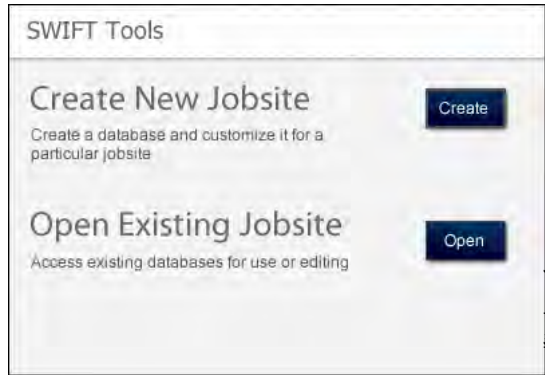 SWIFT Tools
Create New Jobsite
Create
Create a database and customize it for a
particular jobsite
Open Existing Jobsite
Open
Access existing databases for use or editing